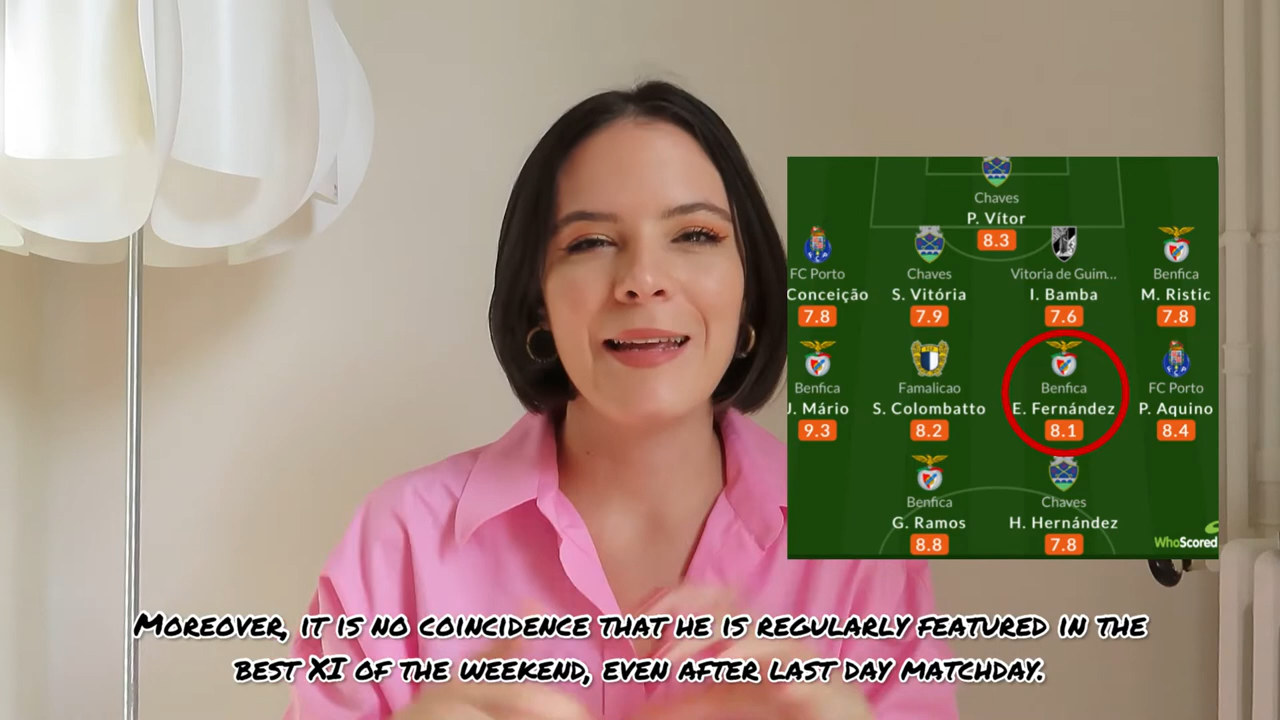 Chaves
P. Vítor
8.3
FC Porto Chaves Vitoria de Guim... Benfica
Conceição S. Vitória I. Bamba M. Ristic
7.8 7.9 7.6 7.8
Benfica Famalicao Benfica FC Porto
J. Mário S. Colombatto E. Fernández P. Aquino
9.3 8.2 8.1 8.4
Benfica Chaves
G. Ramos H. Hernández
8.8 7.8
WhoScored
MOREOVER, IT IS NO COINCIDENCE THAT HE IS REGULARLY FEATURED IN THE
BEST XI OF THE WEEKEND, EVEN AFTER LAST DAY MATCHDAY.